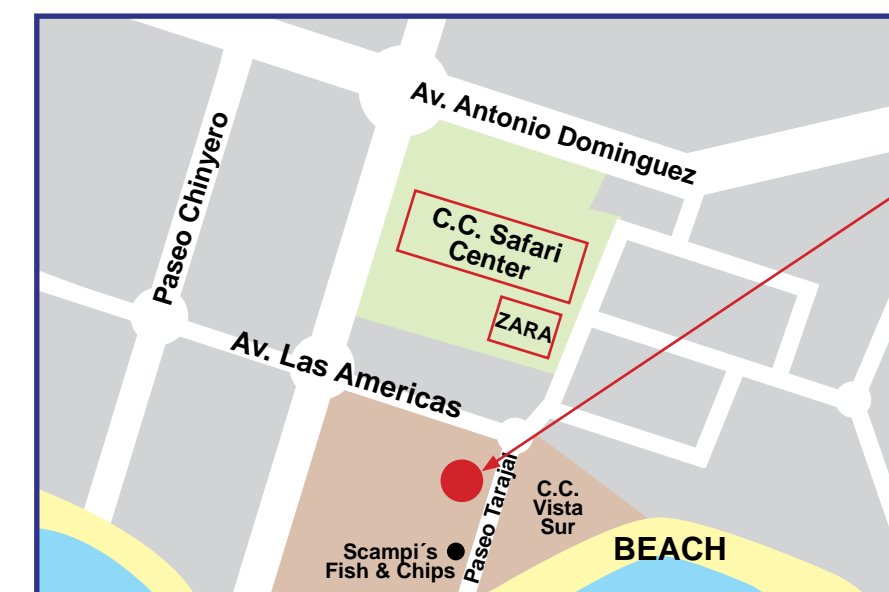 Av. Antonio Dominguez
Paseo Chinyero
C.C. Safari
Center
ZARA
Av. Las Americas
Paseo Tarajal
C.C.
Vista
Sur
BEACH
Scampi´s
Fish & Chips